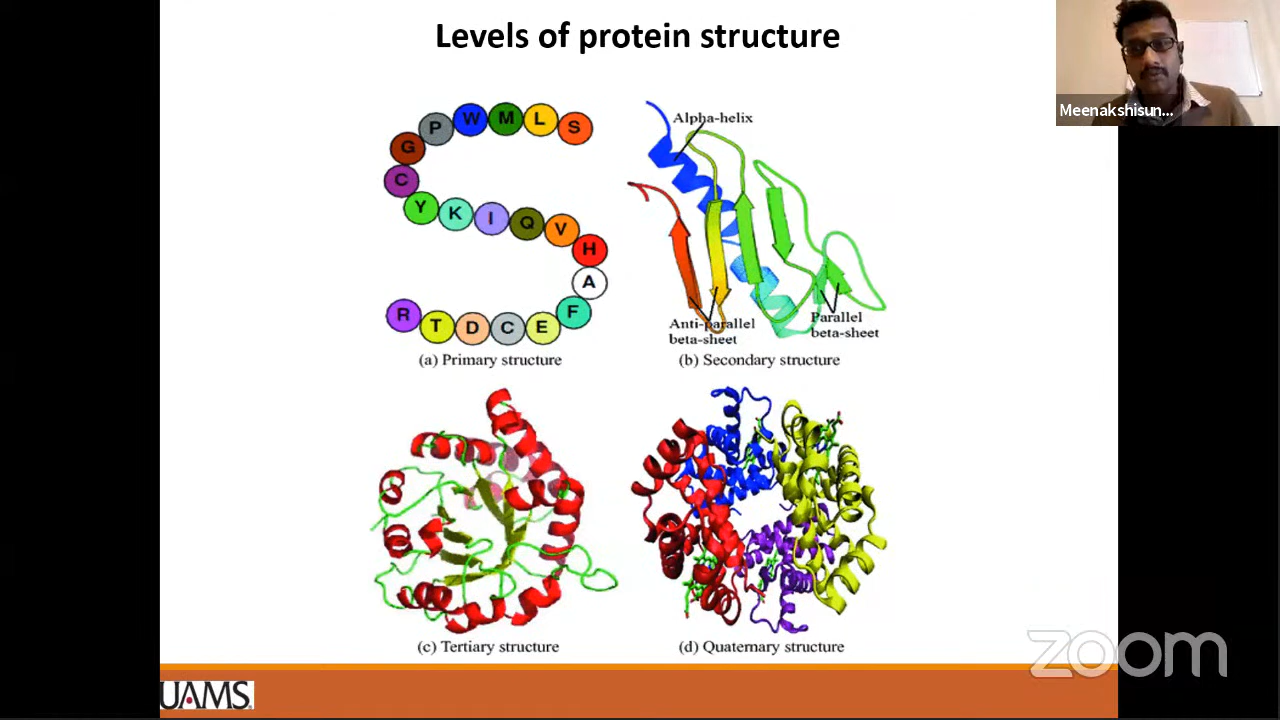 Levels of protein structure
Meenakshisun...
P W M L S
G
C
Y K I Q V
H
A
R T D C E F
(a) Primary structure
Alpha-helix
Anti-parallel
beta-sheet
Parallel
beta-sheet
(b) Secondary structure
(c) Tertiary structure
(d) Quaternary structure
zoom
UAMS